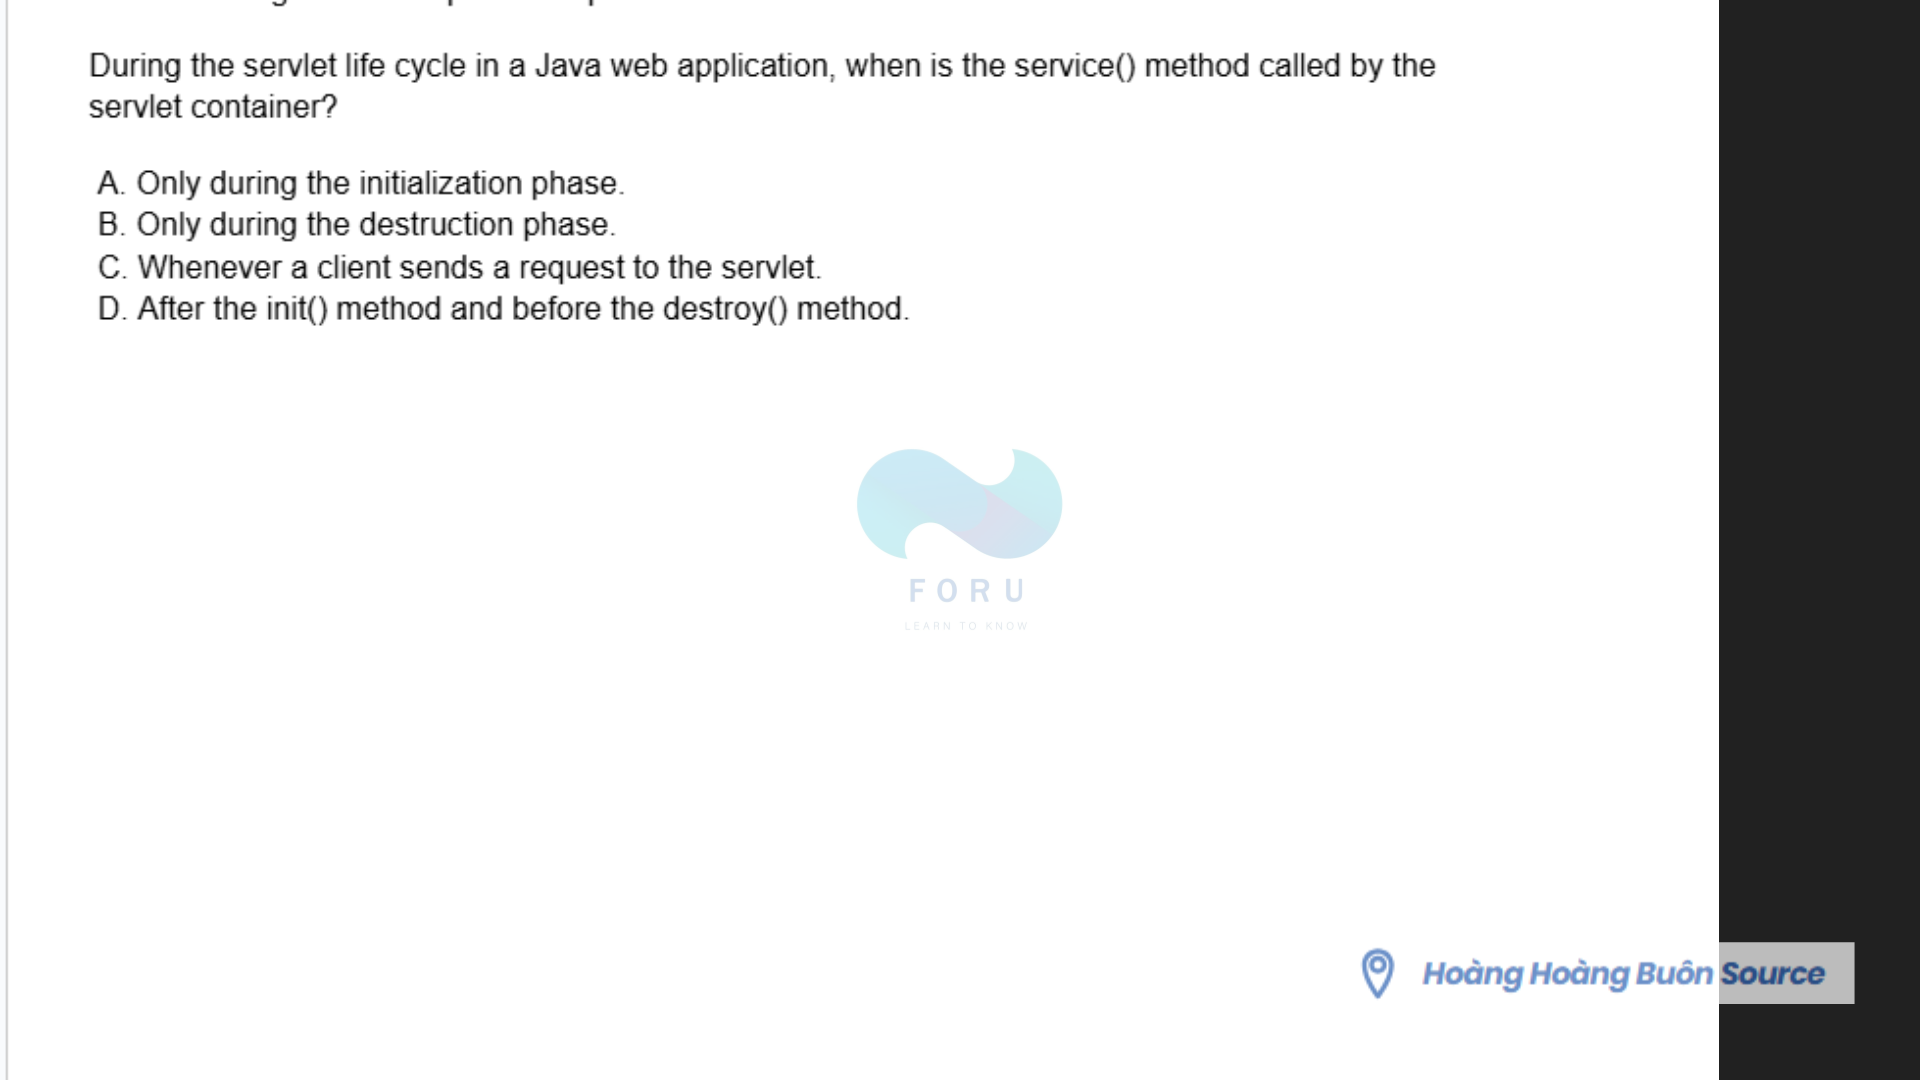 During the servlet life cycle in a Java web application, when is the service() method called by the
servlet container?
A. Only during the initialization phase.
B. Only during the destruction phase.
C. Whenever a client sends a request to the servlet.
D. After the init() method and before the destroy() method.
FORU
LEARN TO KNOW
Hoàng Hoàng Buôn Source